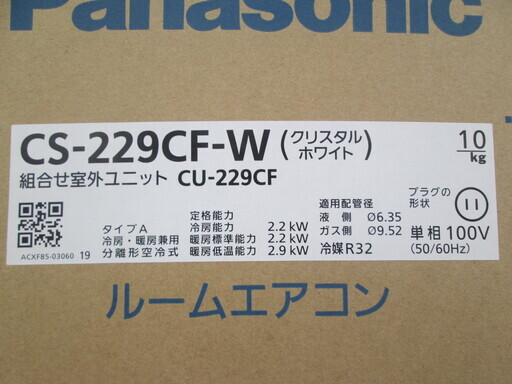 Panasonic
CS-229CF-W (クリスタルホワイト) 10kg
組合せ室外ユニット CU-229CF
タイプA
冷房・暖房兼用
分離形空冷式
定格能力
冷房能力 2.2 kW
暖房標準能力 2.2 kW
暖房低温能力 2.9 kW
適用配管径
液 側 Ø6.35
ガス側 Ø9.52
冷媒R32
プラグの形状
単相 100V
(50/60Hz)
ACXF85-03060 19
ルームエアコン